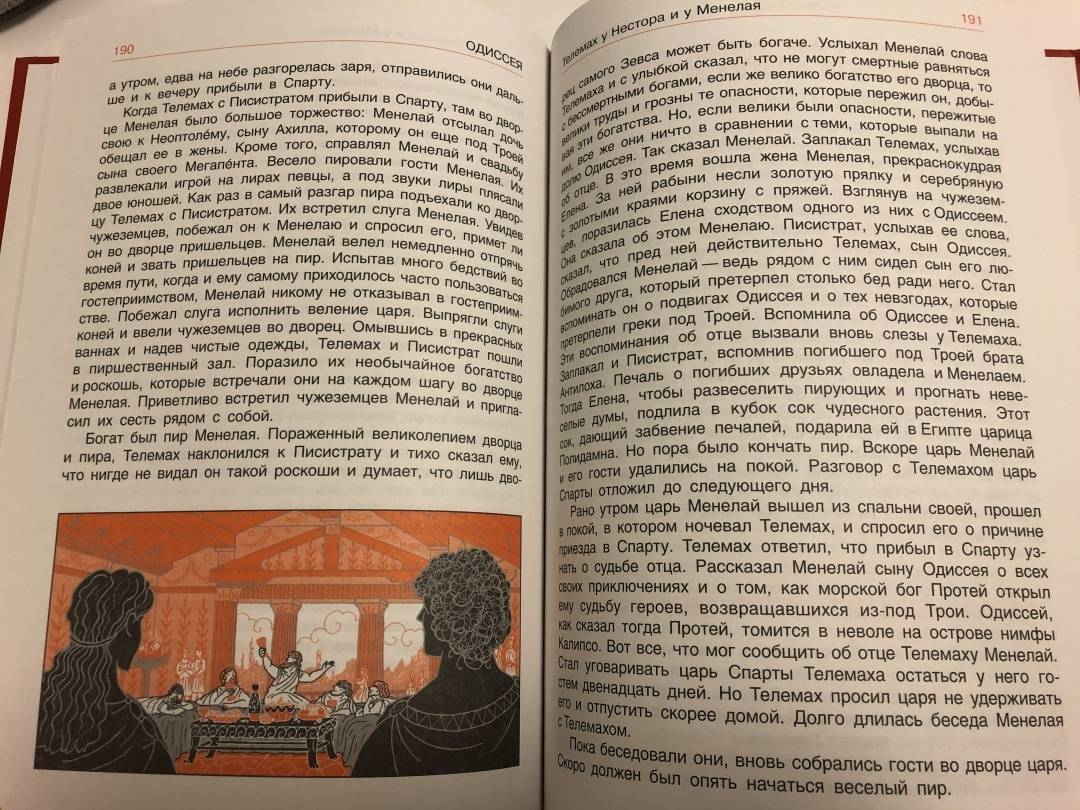 190
ОДИССЕЯ
а утром, едва на небе разгорелась заря, отправились они даль-
ше и к вечеру прибыли в Спарту.
Когда Телемах с Писистратом прибыли в Спарту, там во двор-
це Менелая было большое торжество: Менелай отсылал дочь
свою к Неоптоле́му, сыну Ахилла, которому он еще под Троей
обещал ее в жены. Кроме того, справлял Менелай и свадьбу
сына своего Мегапе́нта. Весело пировали гости Менелая. Их
развлекали игрой на лирах певцы, а под звуки лиры плясали
двое юношей. Как раз в самый разгар пира подъехали ко двор-
цу Телемах с Писистратом. Их встретил слуга Менелая. Увидев
чужеземцев, побежал он к Менелаю и спросил его, примет ли
он во дворце пришельцев. Менелай велел немедленно отпрячь
коней и звать пришельцев на пир. Испытав много бедствий во
время пути, когда и ему самому приходилось часто пользоваться
гостеприимством, Менелай никому не отказывал в гостеприим-
стве. Побежал слуга исполнить веление царя. Выпрягли слуги
коней и ввели чужеземцев во дворец. Омывшись в прекрасных
ваннах и надев чистые одежды, Телемах и Писистрат пошли
в пиршественный зал. Поразило их необычайное богатство
и роскошь, которые встречали они на каждом шагу во дворце
Менелая. Приветливо встретил чужеземцев Менелай и пригла-
сил их сесть рядом с собой.
Богат был пир Менелая. Пораженный великолепием дворца
и пира, Телемах наклонился к Писистрату и тихо сказал ему,
что нигде не видал он такой роскоши и думает, что лишь дво-
Телемах у Нестора и у Менелая
191
рец самого Зевса может быть богаче. Услыхал Менелай слова
Телемаха и с улыбкой сказал, что не могут смертные равняться
с бессмертными богами, если же велико богатство его дворца, то
велики труды и грозны те опасности, которые пережил он, добы-
вая эти богатства. Но, если велики были опасности, пережитые
им, все же они ничто в сравнении с теми, которые выпали на
долю Одиссея. Так сказал Менелай. Заплакал Телемах, услыхав
об отце. В это время вошла жена Менелая, прекраснокудрая
Елена. За ней рабыни несли золотую прялку и серебряную
с золотыми краями корзину с пряжей. Взглянув на чужезем-
цев, поразилась Елена сходством одного из них с Одиссеем.
Она сказала об этом Менелаю. Писистрат, услыхав ее слова,
сказал, что пред ней действительно Телемах, сын Одиссея.
Обрадовался Менелай — ведь рядом с ним сидел сын его лю-
бимого друга, который претерпел столько бед ради него. Стал
вспоминать он о подвигах Одиссея и о тех невзгодах, которые
претерпели греки под Троей. Вспомнила об Одиссее и Елена.
Эти воспоминания об отце вызвали вновь слезы у Телемаха.
Заплакал и Писистрат, вспомнив погибшего под Троей брата
Антилоха. Печаль о погибших друзьях овладела и Менелаем.
Тогда Елена, чтобы развеселить пирующих и прогнать неве-
селые думы, подлила в кубок сок чудесного растения. Этот
сок, дающий забвение печалей, подарила ей в Египте царица
Полидамна. Но пора было кончать пир. Вскоре царь Менелай
и его гости удалились на покой. Разговор с Телемахом царь
Спарты отложил до следующего дня.
Рано утром царь Менелай вышел из спальни своей, прошел
в покой, в котором ночевал Телемах, и спросил его о причине
приезда в Спарту. Телемах ответил, что прибыл в Спарту уз-
нать о судьбе отца. Рассказал Менелай сыну Одиссея о всех
своих приключениях и о том, как морской бог Протей открыл
ему судьбу героев, возвращавшихся из-под Трои. Одиссей,
как сказал тогда Протей, томится в неволе на острове нимфы
Калипсо. Вот все, что мог сообщить об отце Телемаху Менелай.
Стал уговаривать царь Спарты Телемаха остаться у него го-
стем двенадцать дней. Но Телемах просил царя не удерживать
его и отпустить скорее домой. Долго длилась беседа Менелая
с Телемахом.
Пока беседовали они, вновь собрались гости во дворце царя.
Скоро должен был опять начаться веселый пир.